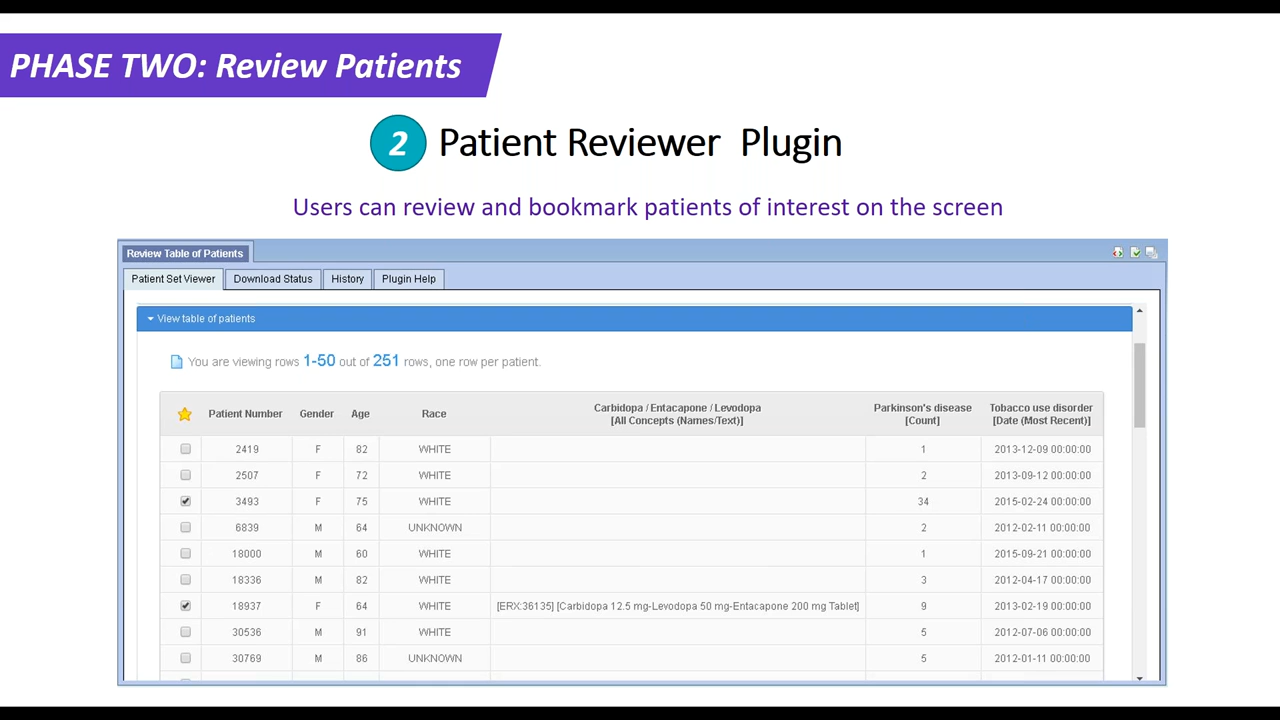 PHASE TWO: Review Patients
2 Patient Reviewer Plugin
Users can review and bookmark patients of interest on the screen
Review Table of Patients
Patient Set Viewer Download Status History Plugin Help
View table of patients
You are viewing rows 1-50 out of 251 rows, one row per patient.
Patient Number Gender Age Race Carbidopa / Entacapone / Levodopa [All Concepts (Names/Text)] Parkinson's disease [Count] Tobacco use disorder [Date (Most Recent)]
2419 F 82 WHITE 1 2013-12-09 00:00:00
2507 F 72 WHITE 2 2013-09-12 00:00:00
3493 F 75 WHITE 34 2015-02-24 00:00:00
6839 M 64 UNKNOWN 2 2012-02-11 00:00:00
18000 M 60 WHITE 1 2015-09-21 00:00:00
18336 M 82 WHITE 3 2012-04-17 00:00:00
18937 F 64 WHITE [ERX:36135] [Carbidopa 12.5 mg-Levodopa 50 mg-Entacapone 200 mg Tablet] 9 2013-02-19 00:00:00
30536 M 91 WHITE 5 2012-07-06 00:00:00
30769 M 86 UNKNOWN 5 2012-01-11 00:00:00